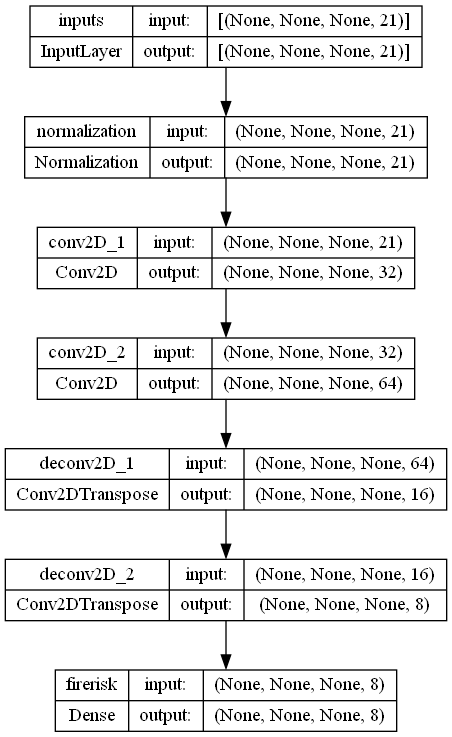 inputs input: [(None, None, None, 21)]
InputLayer output: [(None, None, None, 21)]
normalization input: (None, None, None, 21)
Normalization output: (None, None, None, 21)
conv2D_1 input: (None, None, None, 21)
Conv2D output: (None, None, None, 32)
conv2D_2 input: (None, None, None, 32)
Conv2D output: (None, None, None, 64)
deconv2D_1 input: (None, None, None, 64)
Conv2DTranspose output: (None, None, None, 16)
deconv2D_2 input: (None, None, None, 16)
Conv2DTranspose output: (None, None, None, 8)
firerisk input: (None, None, None, 8)
Dense output: (None, None, None, 8)